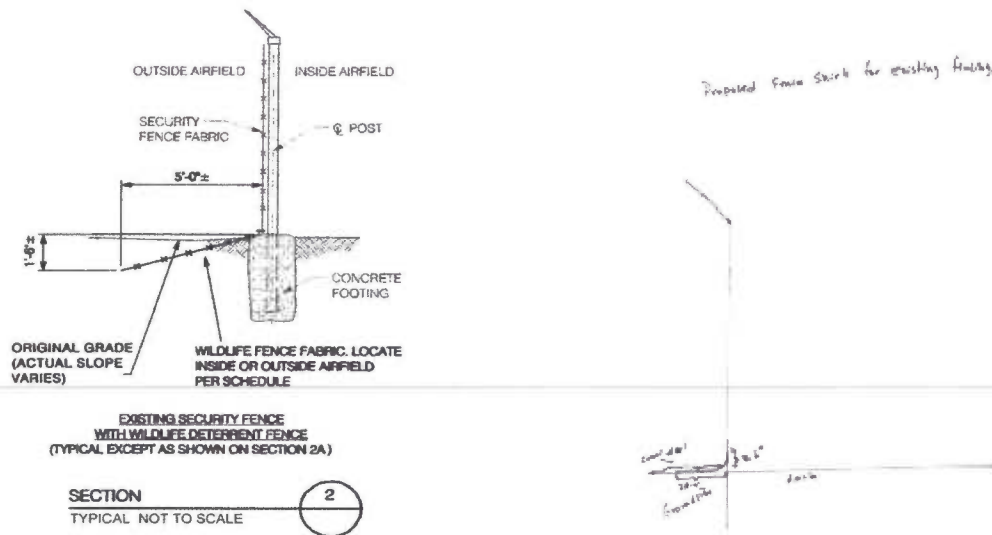 OUTSIDE AIRFIELD
INSIDE AIRFIELD
SECURITY
FENCE FABRIC
℄ POST
5'-0"±
1'-6"±
CONCRETE
FOOTING
ORIGINAL GRADE
(ACTUAL SLOPE
VARIES)
WILDLIFE FENCE FABRIC. LOCATE
INSIDE OR OUTSIDE AIRFIELD
PER SCHEDULE
EXISTING SECURITY FENCE
WITH WILDLIFE DETERRENT FENCE
(TYPICAL EXCEPT AS SHOWN ON SECTION 2A)
SECTION
2
TYPICAL NOT TO SCALE
Proposed Fence Skirt for existing